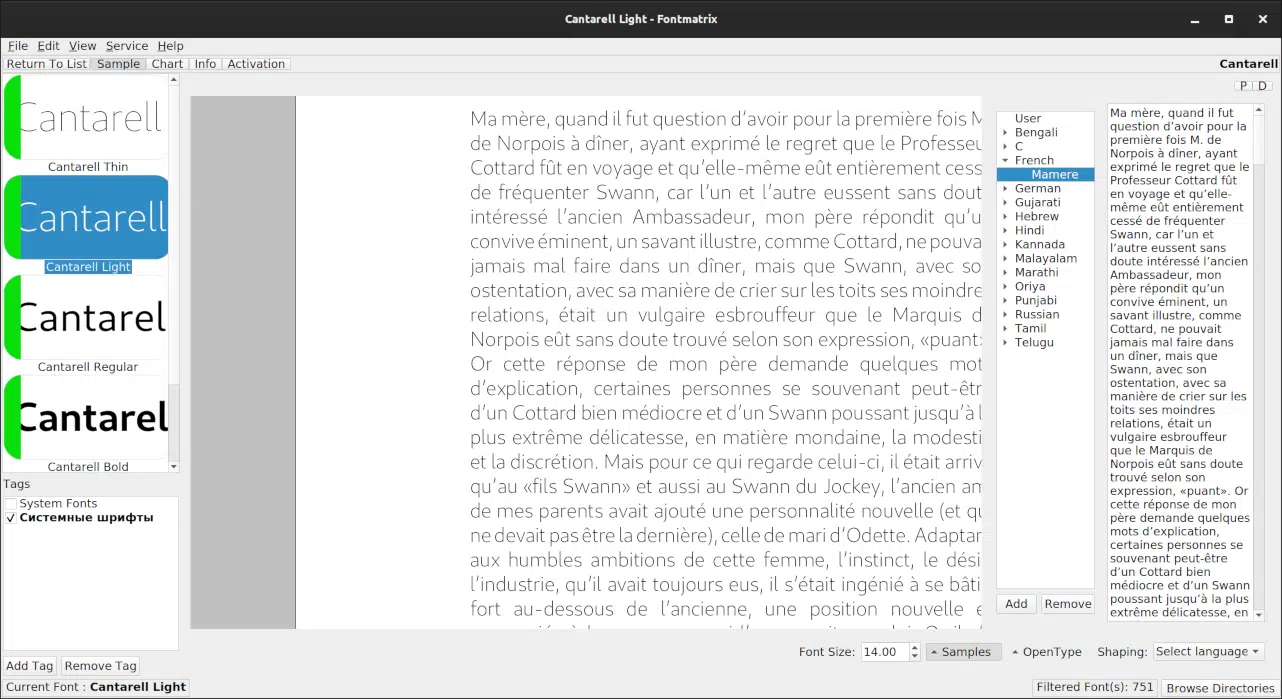 Cantarell Light - Fontmatrix
File Edit View Service Help
Return To List Sample Chart Info Activation
Cantarell
P D
Cantarell
Cantarell Thin
Cantarell
Cantarell Light
Cantarel
Cantarell Regular
Cantarel
Cantarell Bold
Tags
System Fonts
Системные шрифты
Add Tag Remove Tag
Current Font : Cantarell Light
Ma mère, quand il fut question d’avoir pour la première fois M
de Norpois à dîner, ayant exprimé le regret que le Professeu
Cottard fût en voyage et qu’elle-même eût entièrement cess
de fréquenter Swann, car l’un et l’autre eussent sans dout
intéressé l’ancien Ambassadeur, mon père répondit qu’u
convive éminent, un savant illustre, comme Cottard, ne pouva
jamais mal faire dans un dîner, mais que Swann, avec so
ostentation, avec sa manière de crier sur les toits ses moindre
relations, était un vulgaire esbrouffeur que le Marquis d
Norpois eût sans doute trouvé selon son expression, «puant»
Or cette réponse de mon père demande quelques mot
d’explication, certaines personnes se souvenant peut-êtr
d’un Cottard bien médiocre et d’un Swann poussant jusqu’à l
plus extrême délicatesse, en matière mondaine, la modesti
et la discrétion. Mais pour ce qui regarde celui-ci, il était arriv
qu’au «fils Swann» et aussi au Swann du Jockey, l’ancien am
de mes parents avait ajouté une personnalité nouvelle (et qu
ne devait pas être la dernière), celle de mari d’Odette. Adaptan
aux humbles ambitions de cette femme, l’instinct, le dési
l’industrie, qu’il avait toujours eus, il s’était ingénié à se bâti
fort au-dessous de l’ancienne, une position nouvelle e
User
Bengali
C
French
Mamere
German
Gujarati
Hebrew
Hindi
Kannada
Malayalam
Marathi
Oriya
Punjabi
Russian
Tamil
Telugu
Add Remove
Ma mère, quand il fut
question d’avoir pour la
première fois M. de
Norpois à dîner, ayant
exprimé le regret que le
Professeur Cottard fût
en voyage et qu’elle-
même eût entièrement
cessé de fréquenter
Swann, car l’un et
l’autre eussent sans
doute intéressé l’ancien
Ambassadeur, mon
père répondit qu’un
convive éminent, un
savant illustre, comme
Cottard, ne pouvait
jamais mal faire dans
un dîner, mais que
Swann, avec son
ostentation, avec sa
manière de crier sur les
toits ses moindres
relations, était un
vulgaire esbrouffeur
que le Marquis de
Norpois eût sans doute
trouvé selon son
expression, «puant». Or
cette réponse de mon
père demande quelques
mots d’explication,
certaines personnes se
souvenant peut-être
d’un Cottard bien
médiocre et d’un Swann
poussant jusqu’à la plus
extrême délicatesse, en
Font Size: 14.00 Samples OpenType Shaping: Select language
Filtered Font(s): 751 Browse Directories